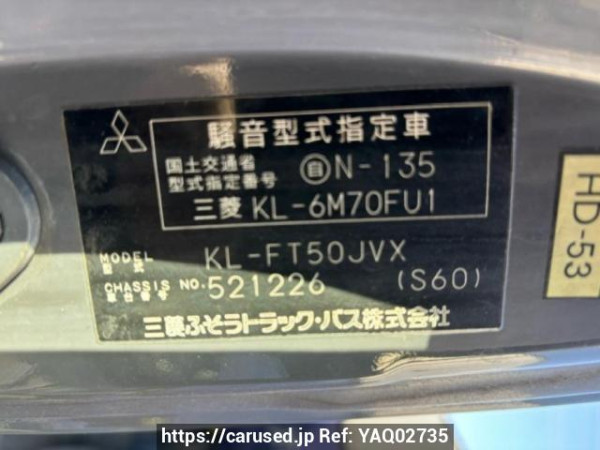 騒音型式指定車
国土交通省
型式指定番号 自N-135
三菱 KL-6M70FU1
MODEL
型式 KL-FT50JVX
CHASSIS NO.
車台番号 521226 (S60)
三菱ふそうトラック・バス株式会社
HD-53
https://carused.jp Ref: YAQ02735